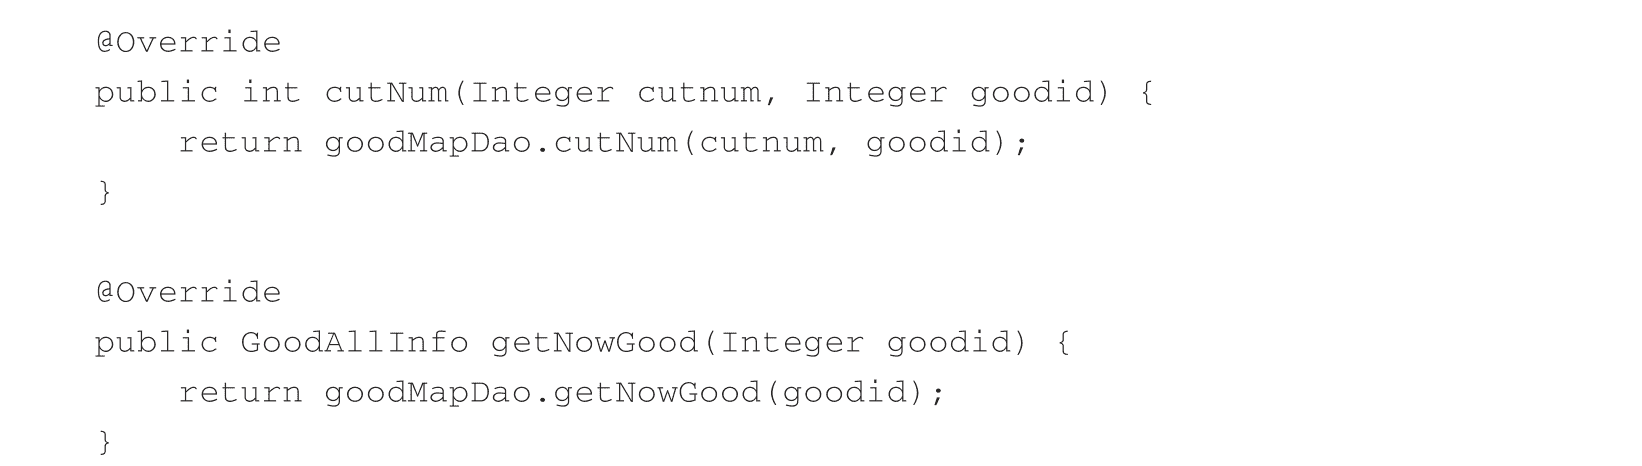 @Override
public int cutNum(Integer cutnum, Integer goodid) {
    return goodMapDao.cutNum(cutnum, goodid);
}

@Override
public GoodAllInfo getNowGood(Integer goodid) {
    return goodMapDao.getNowGood(goodid);
}